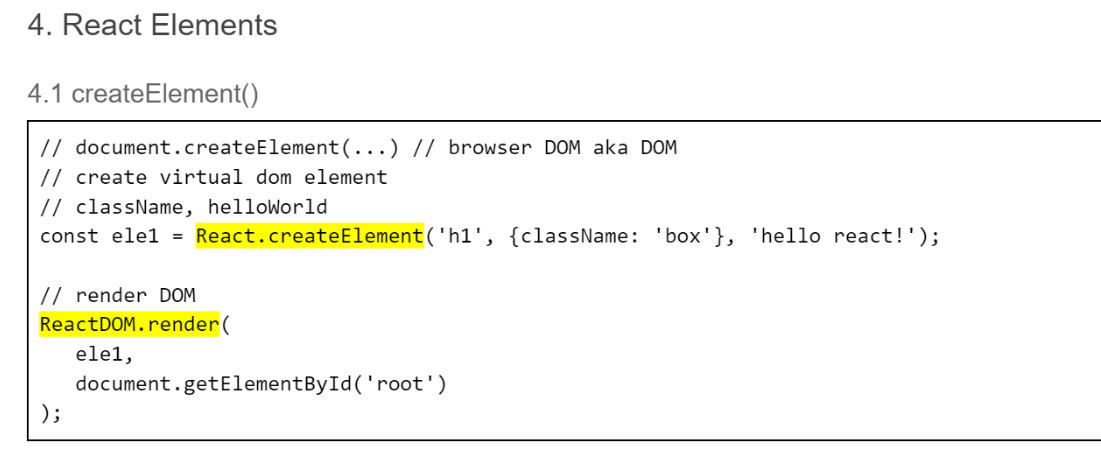 4. React Elements
4.1 createElement()
// document.createElement(...) // browser DOM aka DOM
// create virtual dom element
// className, helloWorld
const ele1 = React.createElement('h1', {className: 'box'}, 'hello react!');
// render DOM
ReactDOM.render(
ele1,
document.getElementById('root')
);